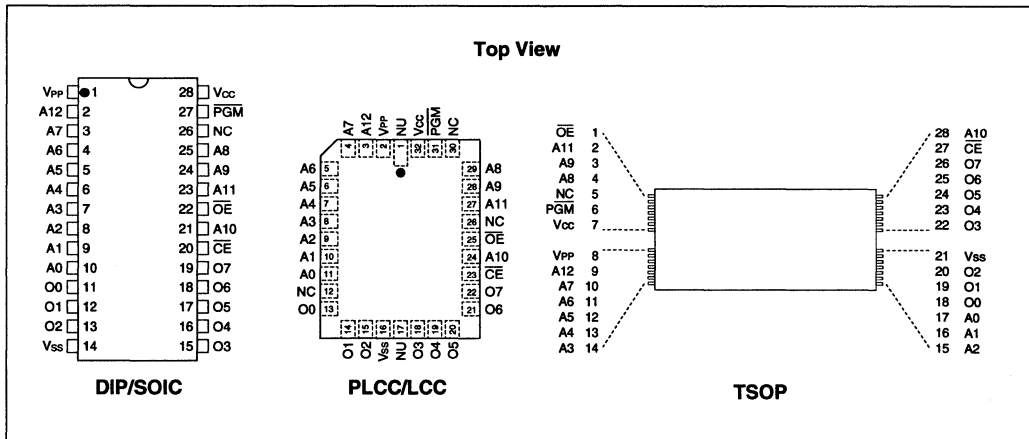 Top View
VPP 1 28 VCC
A12 2 27 P̅G̅M̅
A7 3 26 NC
A6 4 25 A8
A5 5 24 A9
A4 6 23 A11
A3 7 22 O̅E̅
A2 8 21 A10
A1 9 20 C̅E̅
A0 10 19 O7
O0 11 18 O6
O1 12 17 O5
O2 13 16 O4
VSS 14 15 O3
DIP/SOIC
A7 A12 VPP NU VCC P̅G̅M̅ NC
4 3 2 1 32 31 30
A6 5 29 A8
A5 6 28 A9
A4 7 27 A11
A3 8 26 NC
A2 9 25 O̅E̅
A1 10 24 A10
A0 11 23 C̅E̅
NC 12 22 O7
O0 13 21 O6
14 15 16 17 18 19 20
O1 O2 VSS NU O3 O4 O5
PLCC/LCC
O̅E̅ 1 28 A10
A11 2 27 C̅E̅
A9 3 26 O7
A8 4 25 O6
NC 5 24 O5
P̅G̅M̅ 6 23 O4
VCC 7 22 O3
VPP 8 21 VSS
A12 9 20 O2
A7 10 19 O1
A6 11 18 O0
A5 12 17 A0
A4 13 16 A1
A3 14 15 A2
TSOP